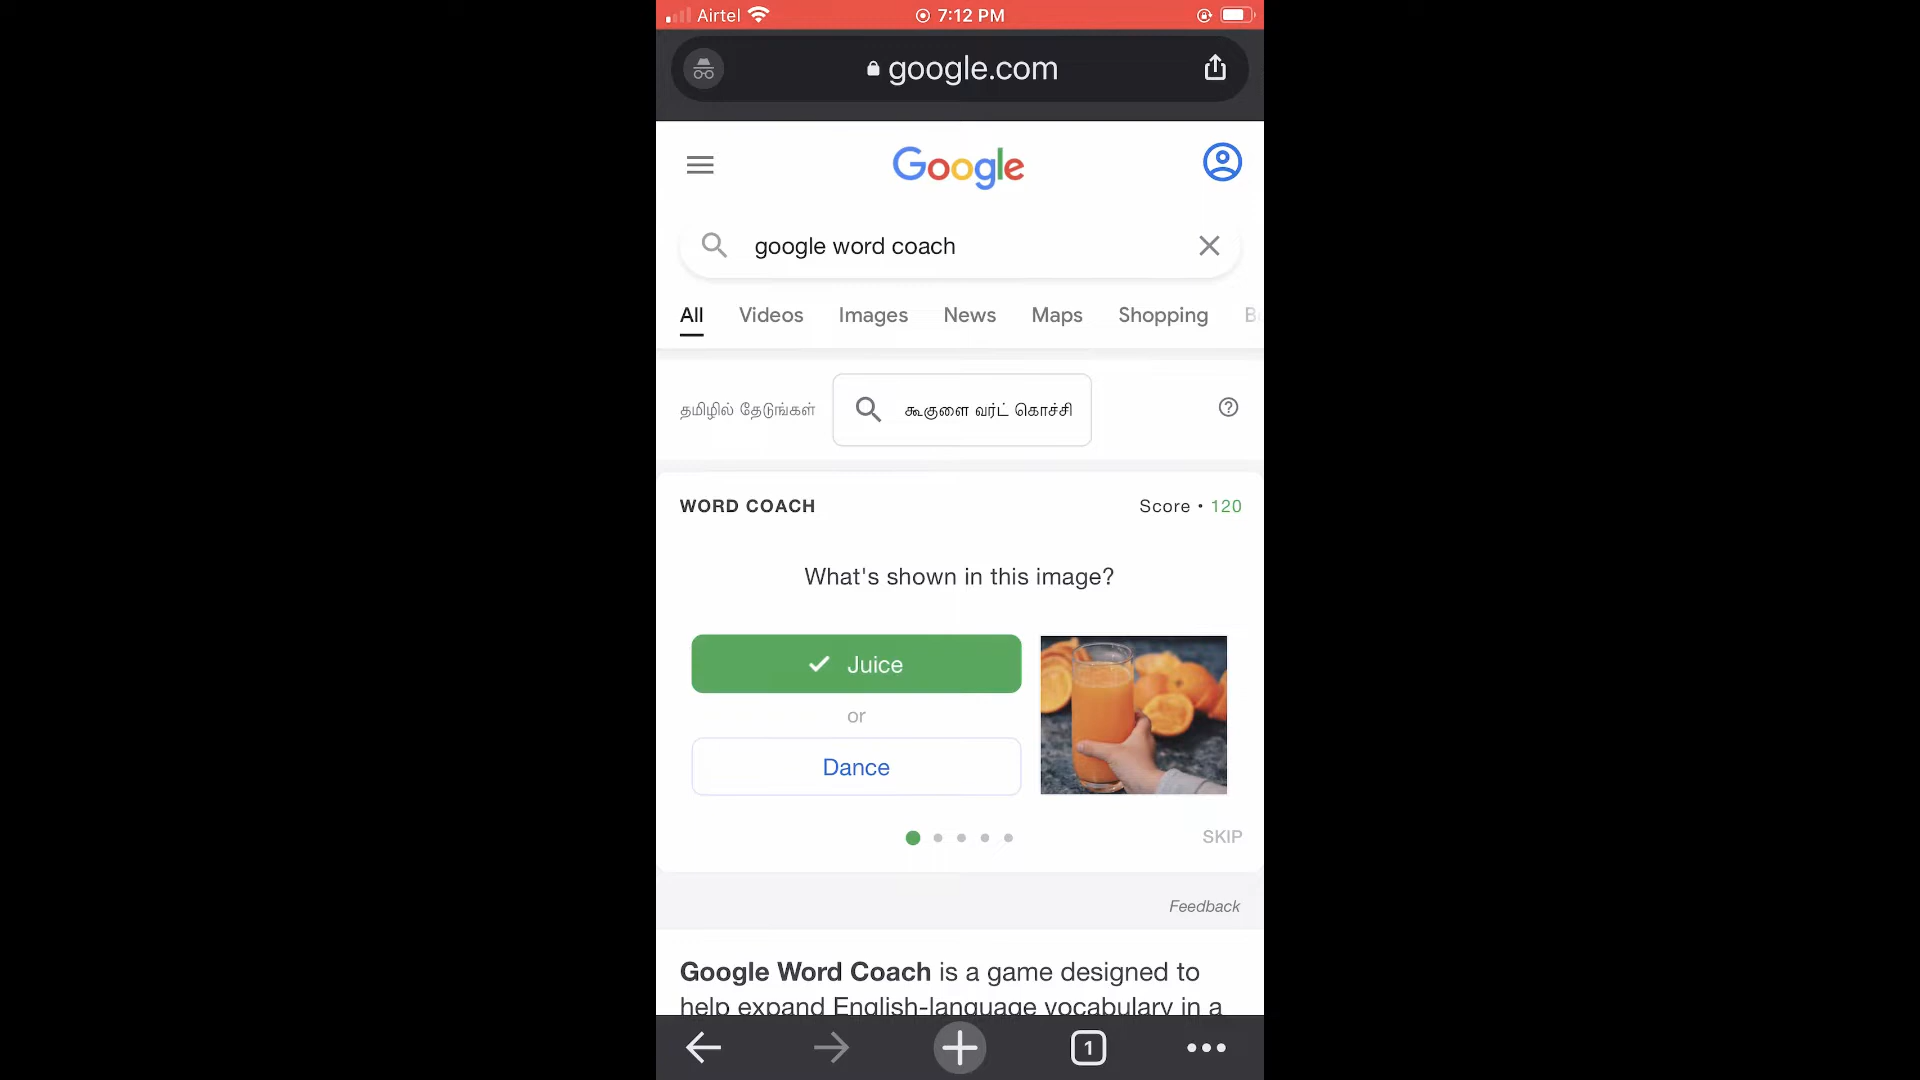 Airtel 7:12 PM
google.com
Google
google word coach
All Videos Images News Maps Shopping
தமிழில் தேடுங்கள் கூகுளை வர்ட் கொச்சி
WORD COACH Score • 120
What's shown in this image?
Juice
or
Dance
SKIP
Feedback
Google Word Coach is a game designed to
help expand English-language vocabulary in a
1